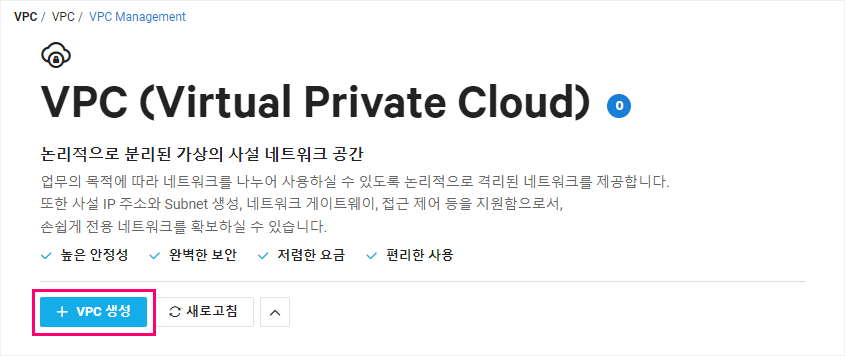 VPC / VPC / VPC Management
VPC (Virtual Private Cloud) 0
논리적으로 분리된 가상의 사설 네트워크 공간
업무의 목적에 따라 네트워크를 나누어 사용하실 수 있도록 논리적으로 격리된 네트워크를 제공합니다.
또한 사설 IP 주소와 Subnet 생성, 네트워크 게이트웨이, 접근 제어 등을 지원함으로서,
손쉽게 전용 네트워크를 확보하실 수 있습니다.
높은 안정성 완벽한 보안 저렴한 요금 편리한 사용
+ VPC 생성 새로고침